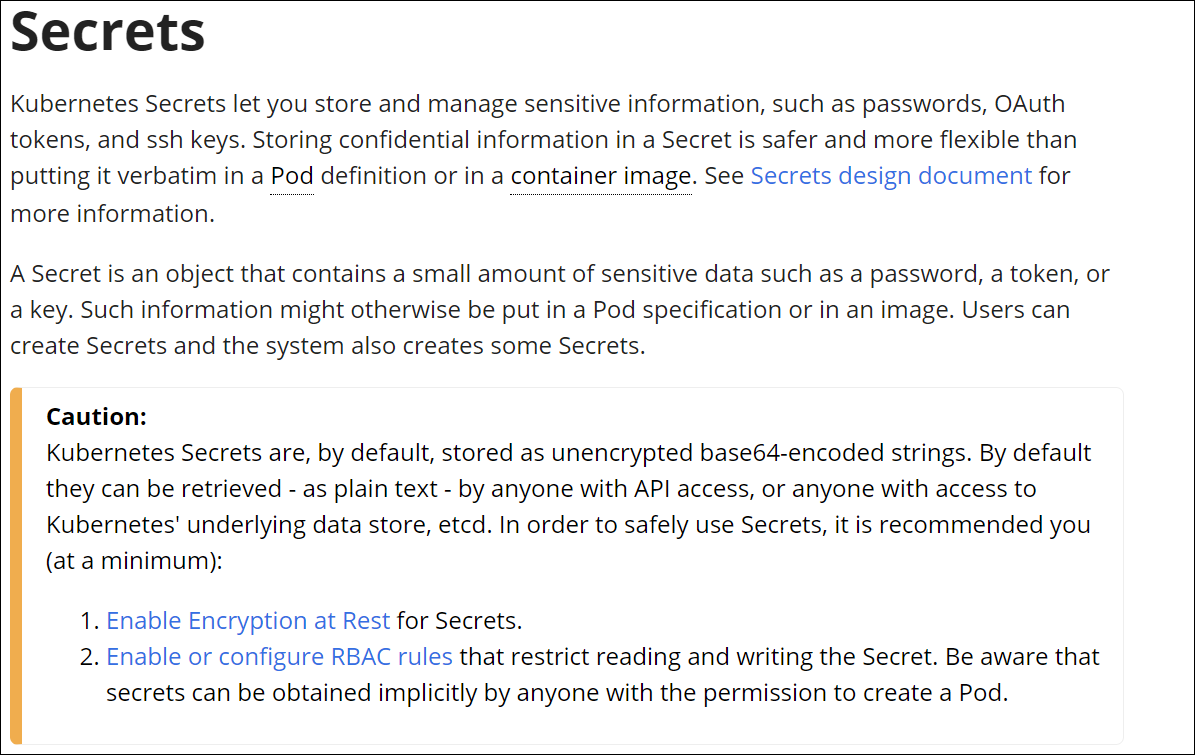 Secrets
Kubernetes Secrets let you store and manage sensitive information, such as passwords, OAuth
tokens, and ssh keys. Storing confidential information in a Secret is safer and more flexible than
putting it verbatim in a Pod definition or in a container image. See Secrets design document for
more information.
A Secret is an object that contains a small amount of sensitive data such as a password, a token, or
a key. Such information might otherwise be put in a Pod specification or in an image. Users can
create Secrets and the system also creates some Secrets.
Caution:
Kubernetes Secrets are, by default, stored as unencrypted base64-encoded strings. By default
they can be retrieved - as plain text - by anyone with API access, or anyone with access to
Kubernetes' underlying data store, etcd. In order to safely use Secrets, it is recommended you
(at a minimum):
1. Enable Encryption at Rest for Secrets.
2. Enable or configure RBAC rules that restrict reading and writing the Secret. Be aware that
secrets can be obtained implicitly by anyone with the permission to create a Pod.